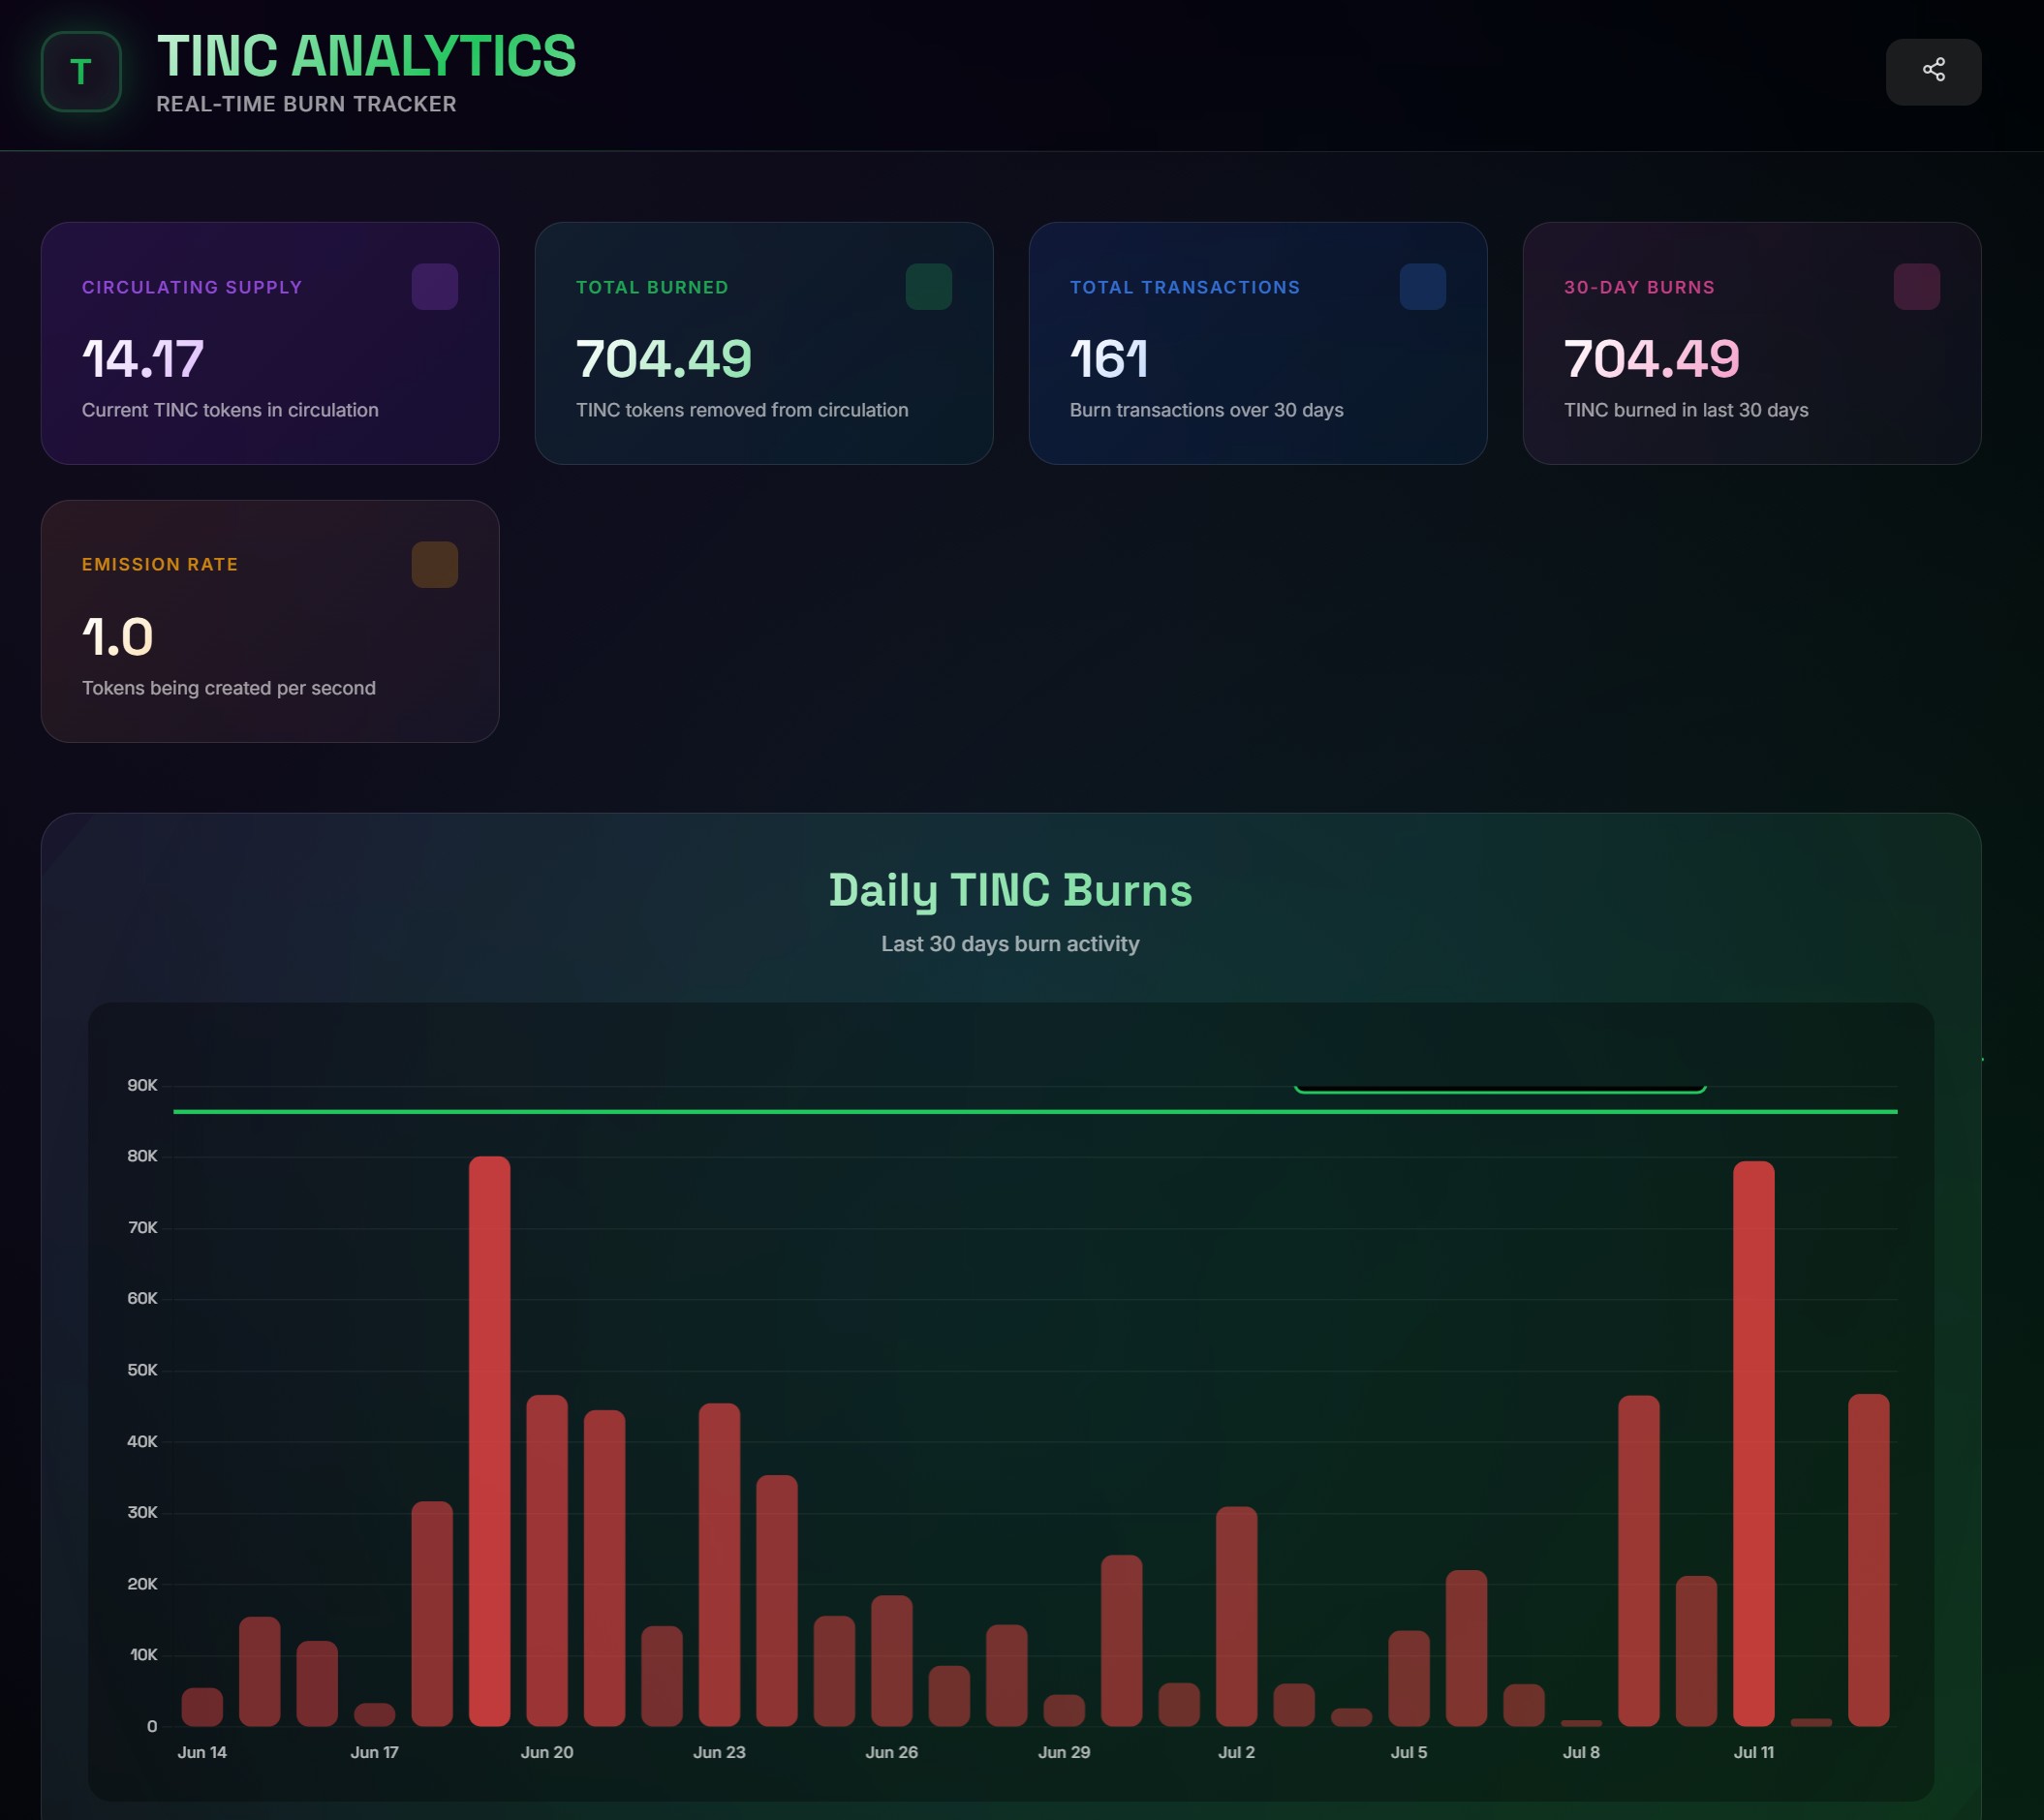 T
TINC ANALYTICS
REAL-TIME BURN TRACKER
CIRCULATING SUPPLY
14.17
Current TINC tokens in circulation
TOTAL BURNED
704.49
TINC tokens removed from circulation
TOTAL TRANSACTIONS
161
Burn transactions over 30 days
30-DAY BURNS
704.49
TINC burned in last 30 days
EMISSION RATE
1.0
Tokens being created per second
Daily TINC Burns
Last 30 days burn activity
90K
80K
70K
60K
50K
40K
30K
20K
10K
0
Jun 14 Jun 17 Jun 20 Jun 23 Jun 26 Jun 29 Jul 2 Jul 5 Jul 8 Jul 11